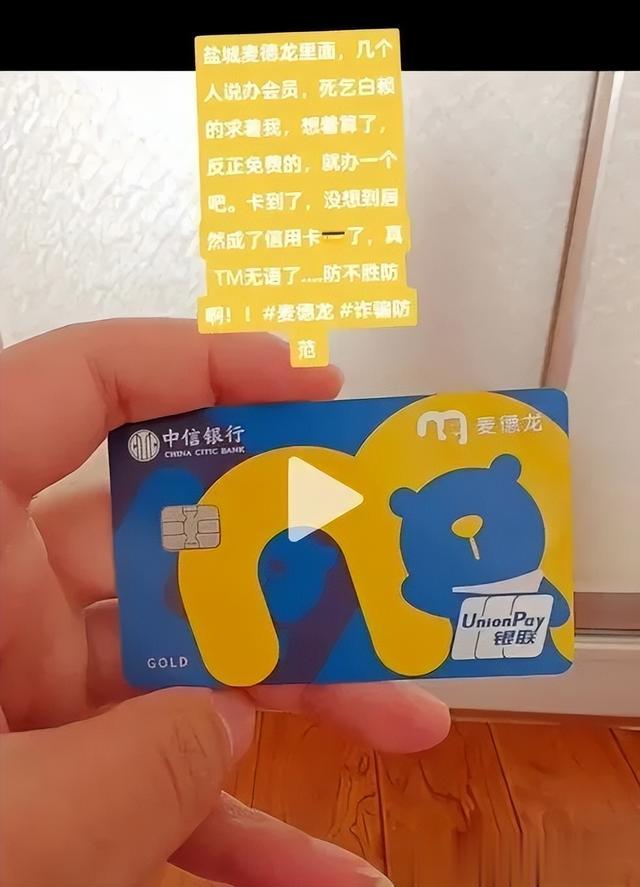 盐城麦德龙里面，几个
人说办会员，死乞白赖
的求着我，想着算了，
反正免费的，就办一个
吧。卡到了，没想到居
然成了信用卡一了，真
TM无语了....防不胜防
啊！！#麦德龙 #诈骗防
范
中信银行
CHINA CITIC BANK
麦德龙
UnionPay
银联
GOLD